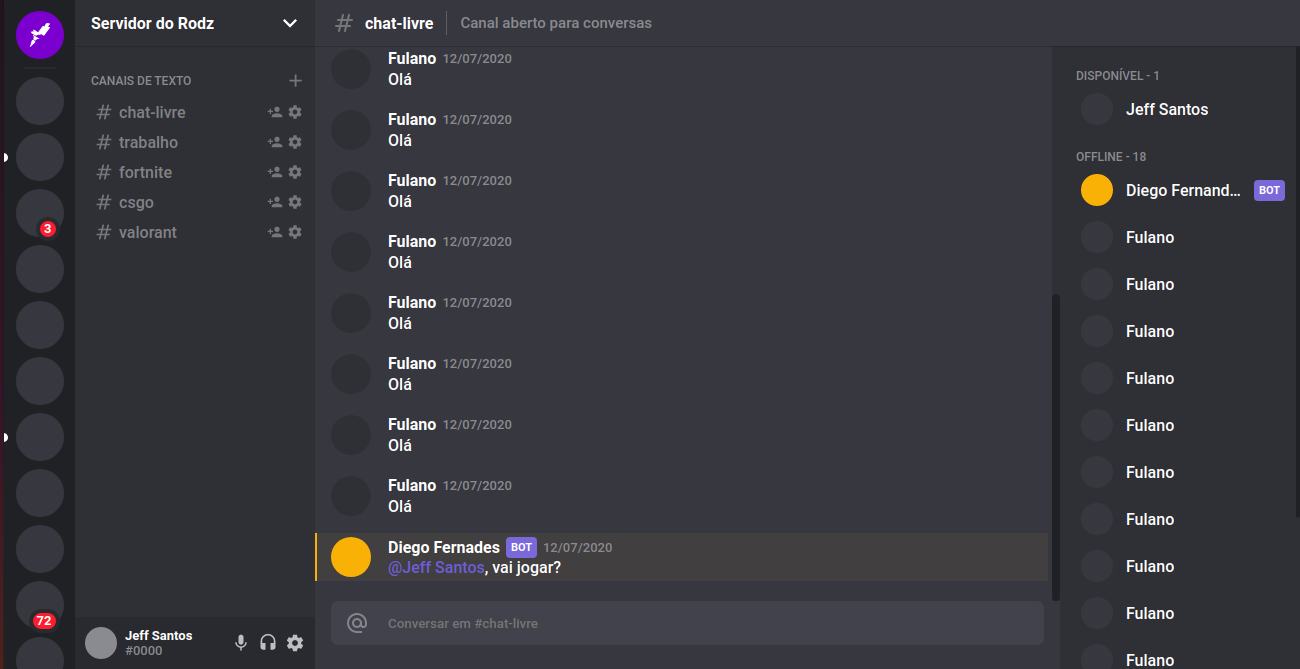 3
72
Servidor do Rodz
CANAIS DE TEXTO
# chat-livre
# trabalho
# fortnite
# csgo
# valorant
Jeff Santos
#0000
# chat-livre Canal aberto para conversas
Fulano 12/07/2020
Olá
Fulano 12/07/2020
Olá
Fulano 12/07/2020
Olá
Fulano 12/07/2020
Olá
Fulano 12/07/2020
Olá
Fulano 12/07/2020
Olá
Fulano 12/07/2020
Olá
Fulano 12/07/2020
Olá
Diego Fernades BOT 12/07/2020
@Jeff Santos, vai jogar?
@ Conversar em #chat-livre
DISPONÍVEL - 1
Jeff Santos
OFFLINE - 18
Diego Fernand... BOT
Fulano
Fulano
Fulano
Fulano
Fulano
Fulano
Fulano
Fulano
Fulano
Fulano